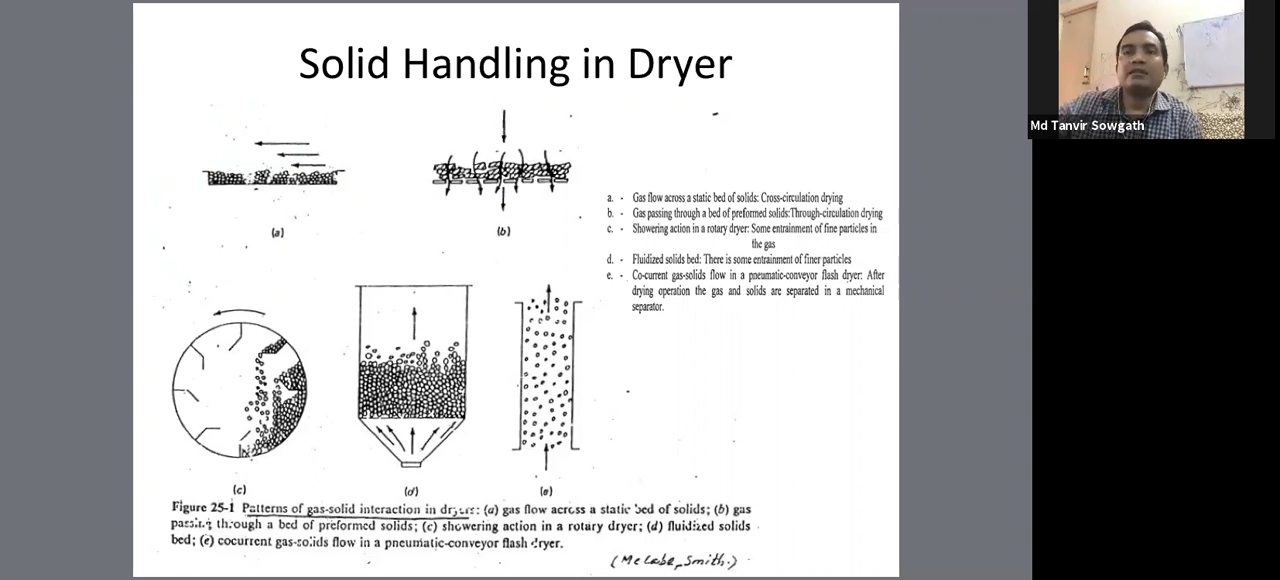 Solid Handling in Dryer
Md Tanvir Sowgath
(a)
(b)
a. - Gas flow across a static bed of solids: Cross-circulation drying
b. - Gas passing through a bed of preformed solids:Through-circulation drying
c. - Showering action in a rotary dryer: Some entrainment of fine particles in
the gas
d. - Fluidized solids bed: There is some entrainment of finer particles
e. - Co-current gas-solids flow in a pneumatic-conveyor flash dryer: After
drying operation the gas and solids are separated in a mechanical
separator.
(c)
(d)
(e)
Figure 25-1 Patterns of gas-solid interaction in dryers: (a) gas flow across a static bed of solids; (b) gas
passing through a bed of preformed solids; (c) showering action in a rotary dryer; (d) fluidized solids
bed; (e) cocurrent gas-solids flow in a pneumatic-conveyor flash dryer.
(McCabe, Smith.)